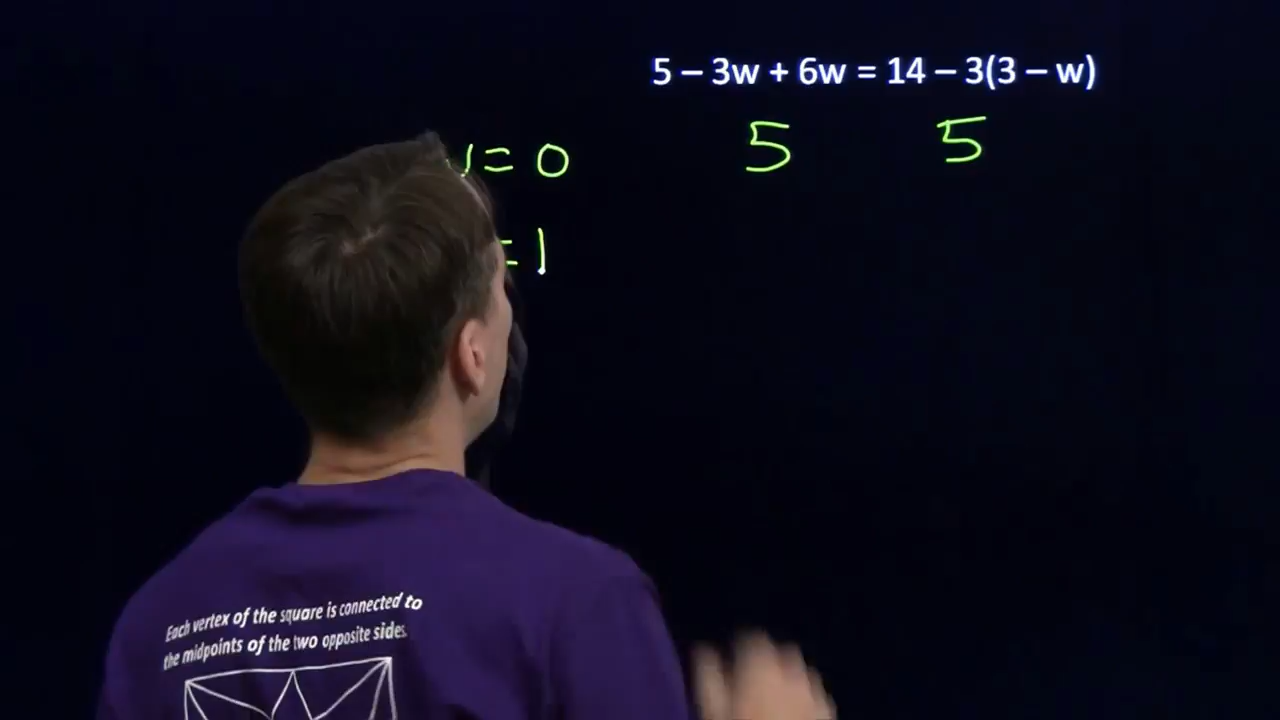 5 – 3w + 6w = 14 – 3(3 – w)
= 0 5 5
= 1
Each vertex of the square is connected to
the midpoints of the two opposite sides.